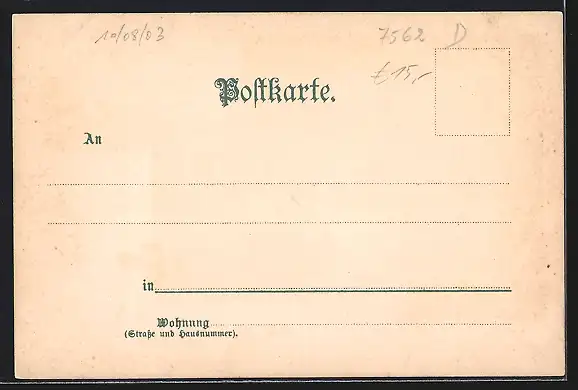 10/08/03 7562 D
€ 15,-
Postkarte.
An
in
Wohnung
(Straße und Hausnummer).